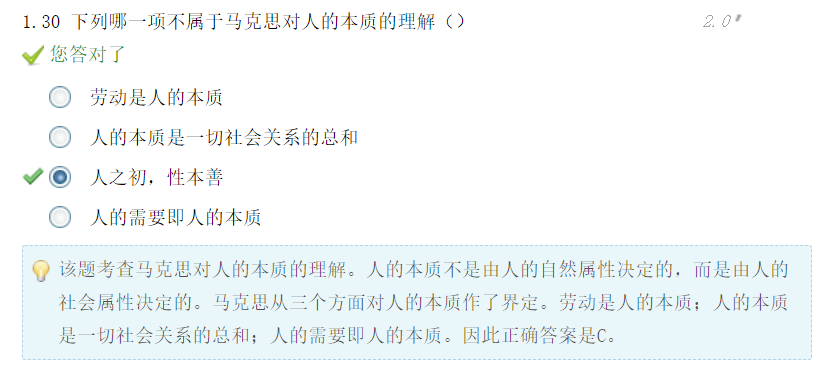 1.30 下列哪一项不属于马克思对人的本质的理解（） 2.0
您答对了
劳动是人的本质
人的本质是一切社会关系的总和
人之初，性本善
人的需要即人的本质
该题考查马克思对人的本质的理解。人的本质不是由人的自然属性决定的，而是由人的
社会属性决定的。马克思从三个方面对人的本质作了界定。劳动是人的本质；人的本质
是一切社会关系的总和；人的需要即人的本质。因此正确答案是C。